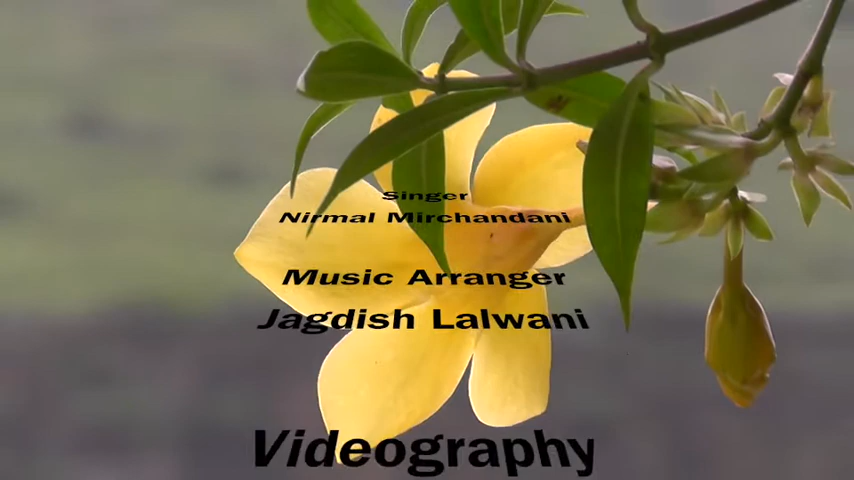 Singer
Nirmal Mirchandani
Music Arranger
Jagdish Lalwani
Videography